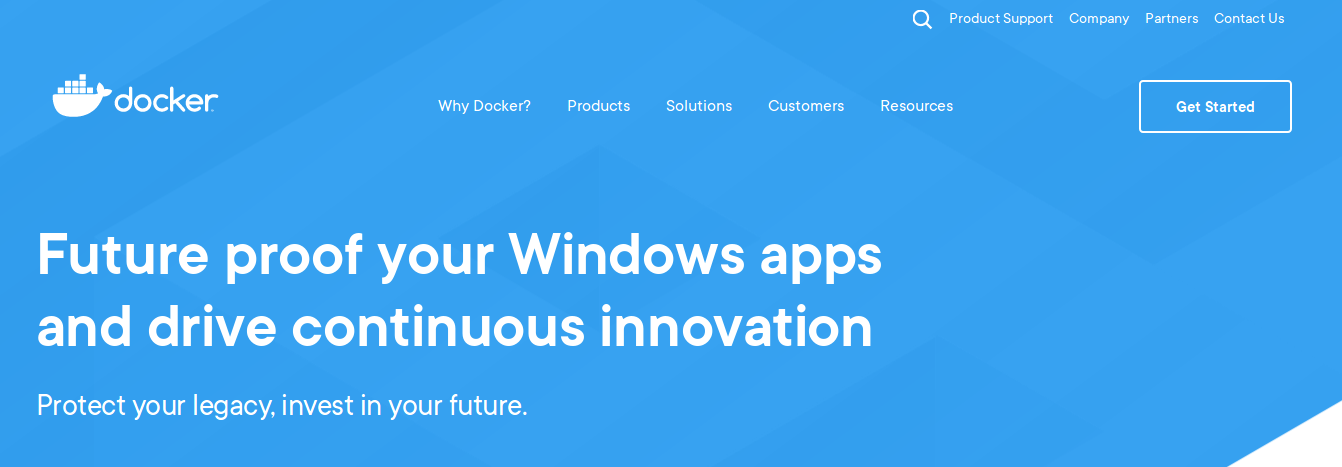 Product Support Company Partners Contact Us
docker
Why Docker? Products Solutions Customers Resources
Get Started
Future proof your Windows apps
and drive continuous innovation
Protect your legacy, invest in your future.